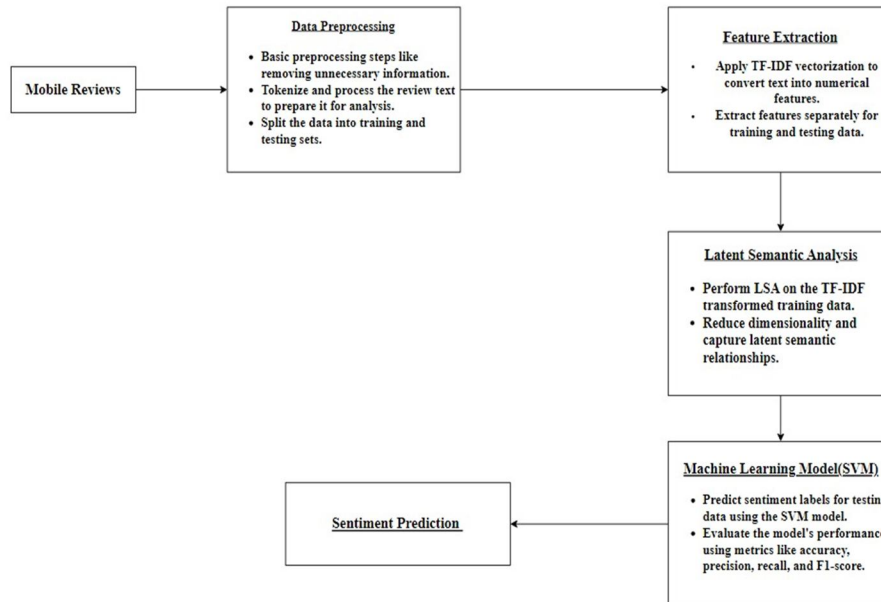 Mobile Reviews
Data Preprocessing
• Basic preprocessing steps like
removing unnecessary information.
• Tokenize and process the review text
to prepare it for analysis.
• Split the data into training and
testing sets.
Feature Extraction
• Apply TF-IDF vectorization to
convert text into numerical
features.
• Extract features separately for
training and testing data.
Latent Semantic Analysis
• Perform LSA on the TF-IDF
transformed training data.
• Reduce dimensionality and
capture latent semantic
relationships.
Machine Learning Model(SVM)
• Predict sentiment labels for testin
data using the SVM model.
• Evaluate the model's performance
using metrics like accuracy,
precision, recall, and F1-score.
Sentiment Prediction